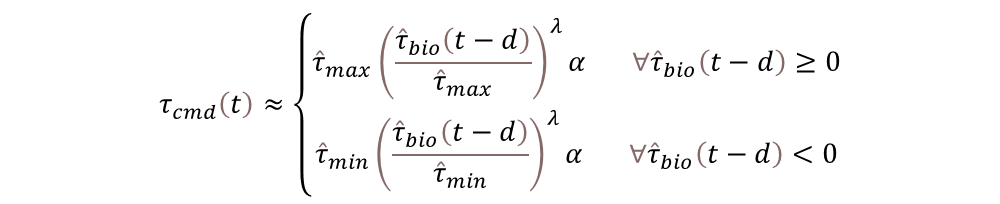 τ_cmd(t) ≈ { τ̂_max (τ̂_bio(t − d) / τ̂_max)^λ α ∀τ̂_bio(t − d) ≥ 0
τ̂_min (τ̂_bio(t − d) / τ̂_min)^λ α ∀τ̂_bio(t − d) < 0